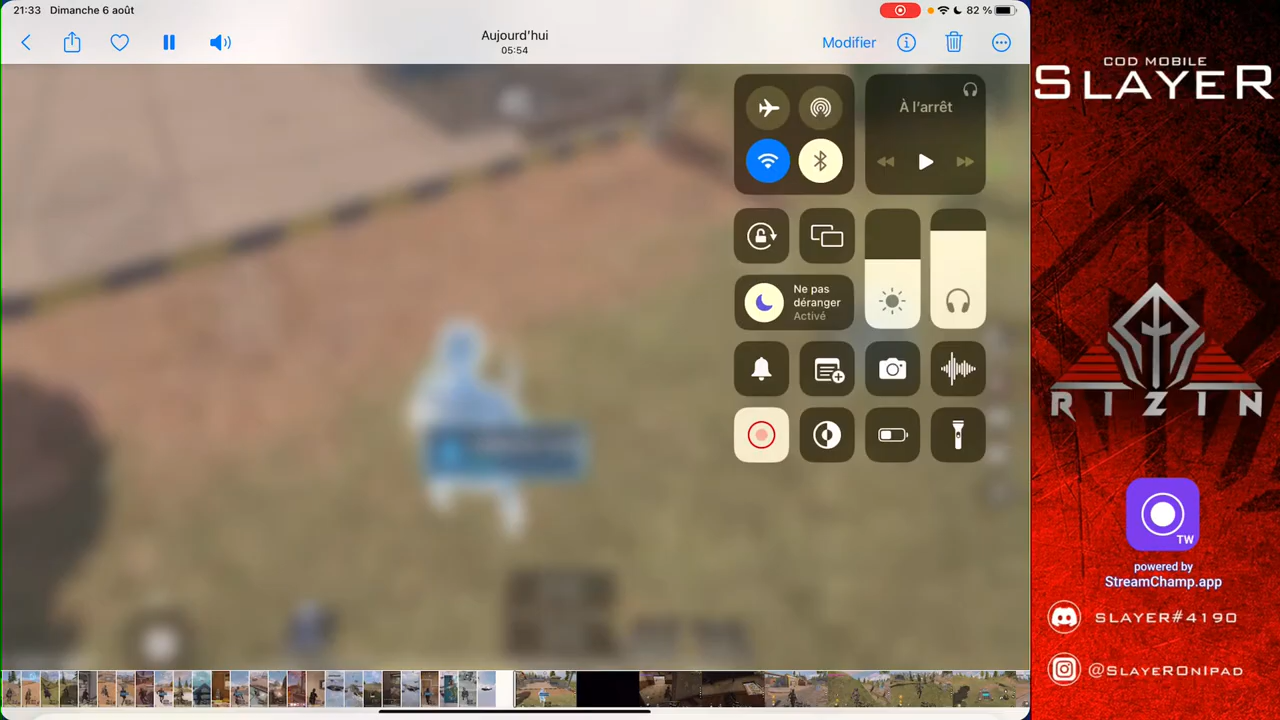 21:33 Dimanche 6 août
82 %
Aujourd'hui
05:54
Modifier
À l'arrêt
Ne pas
déranger
Activé
COD MOBILE
SLAYER
RIZIN
TW
powered by
StreamChamp.app
SLAYER#4190
@SLAYERONIPAD